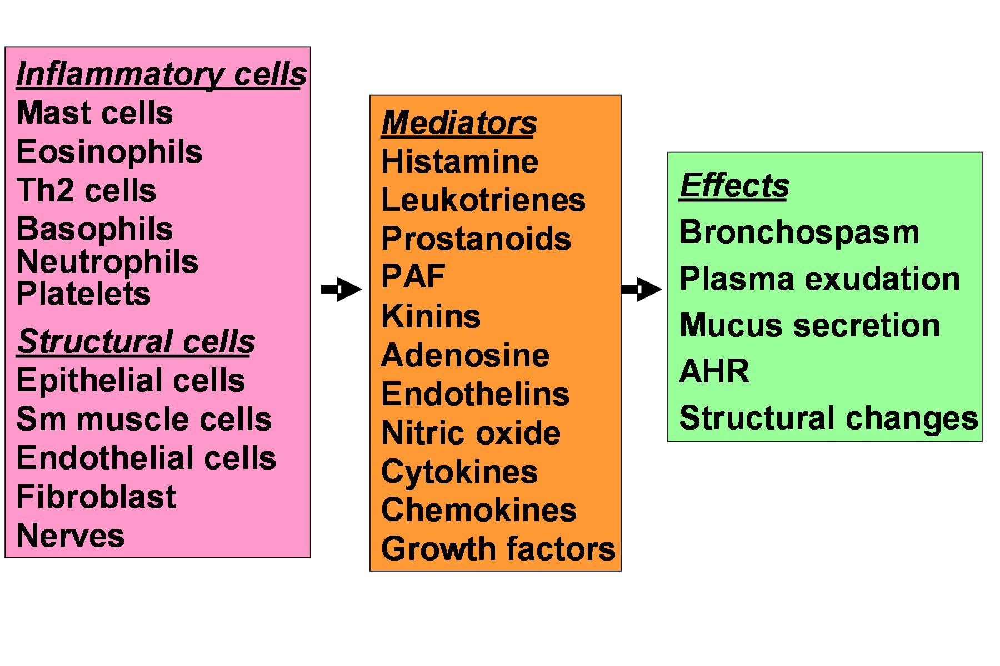 Inflammatory cells
Mast cells
Eosinophils
Th2 cells
Basophils
Neutrophils
Platelets
Structural cells
Epithelial cells
Sm muscle cells
Endothelial cells
Fibroblast
Nerves
Mediators
Histamine
Leukotrienes
Prostanoids
PAF
Kinins
Adenosine
Endothelins
Nitric oxide
Cytokines
Chemokines
Growth factors
Effects
Bronchospasm
Plasma exudation
Mucus secretion
AHR
Structural changes